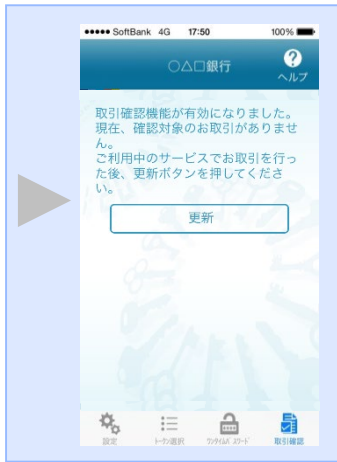 ●●●●● SoftBank 4G 17:50 100%
○△□銀行
?
ヘルプ
取引確認機能が有効になりました。
現在、確認対象のお取引がありませ
ん。
ご利用中のサービスでお取引を行っ
た後、更新ボタンを押してくださ
い。
更新
設定 トークン選択 ワンタイムパスワード 取引確認